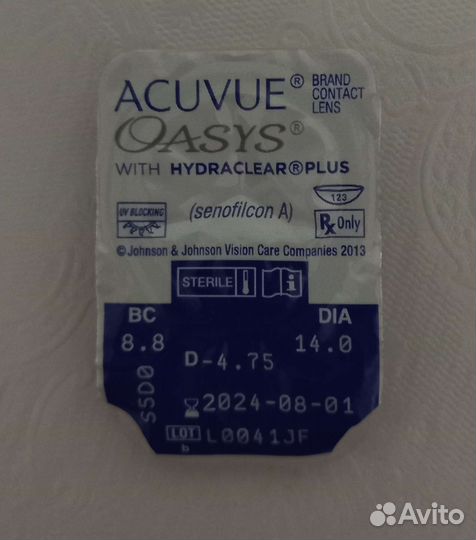 ACUVUE® BRAND
CONTACT
LENS
OASYS®
WITH HYDRACLEAR®PLUS
123
UV BLOCKING
(senofilcon A)
Rx Only
©Johnson & Johnson Vision Care Companies 2013
STERILE i
BC
DIA
8.8
D-4.75
14.0
S5D0
2024-08-01
LOT L0041JF
b
Avito